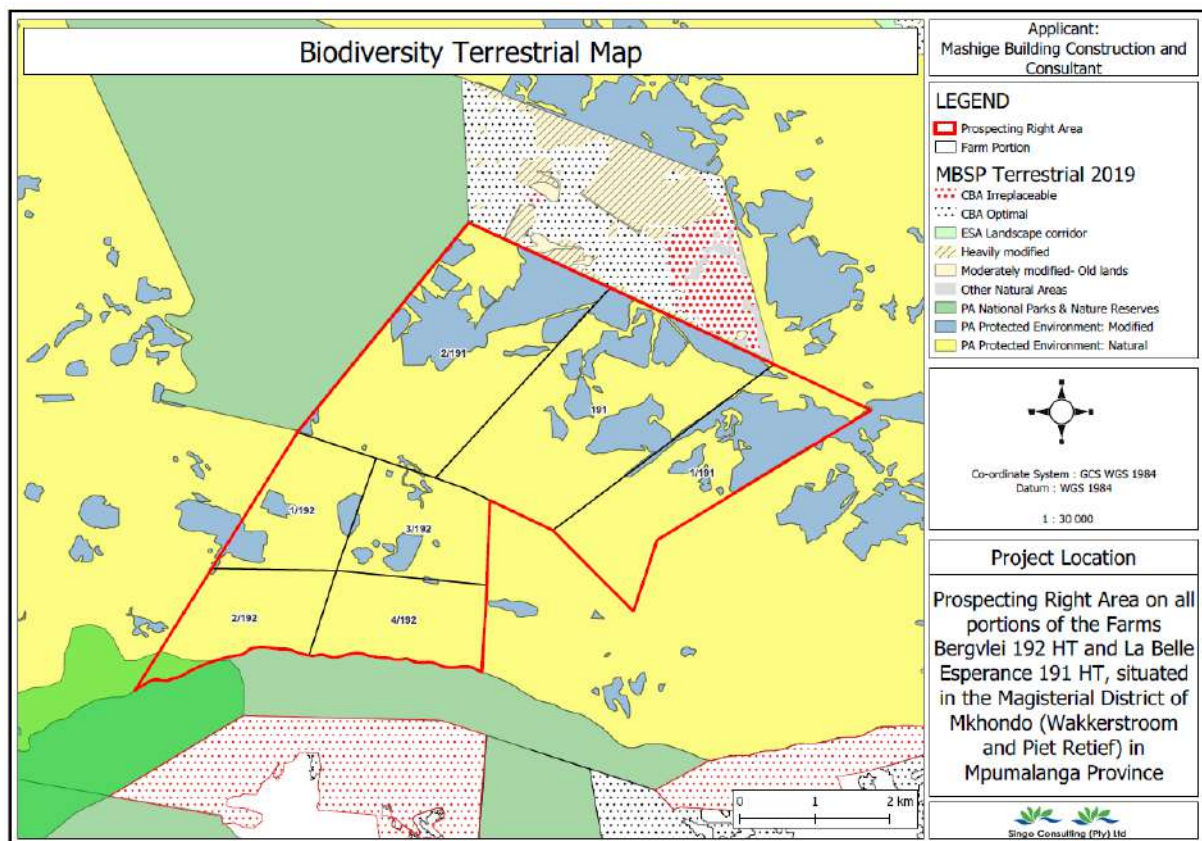 Biodiversity Terrestrial Map
2/191
191
1/191
1/192
3/192
2/192
4/192
0 1 2 km
Applicant:
Mashige Building Construction and
Consultant
LEGEND
Prospecting Right Area
Farm Portion
MBSP Terrestrial 2019
CBA Irreplaceable
CBA Optimal
ESA Landscape corridor
Heavily modified
Moderately modified- Old lands
Other Natural Areas
PA National Parks & Nature Reserves
PA Protected Environment: Modified
PA Protected Environment: Natural
Co-ordinate System : GCS WGS 1984
Datum : WGS 1984
1 : 30 000
Project Location
Prospecting Right Area on all
portions of the Farms
Bergvlei 192 HT and La Belle
Esperance 191 HT, situated
in the Magisterial District of
Mkhondo (Wakkerstroom
and Piet Retief) in
Mpumalanga Province
Singo Consulting (Pty) Ltd